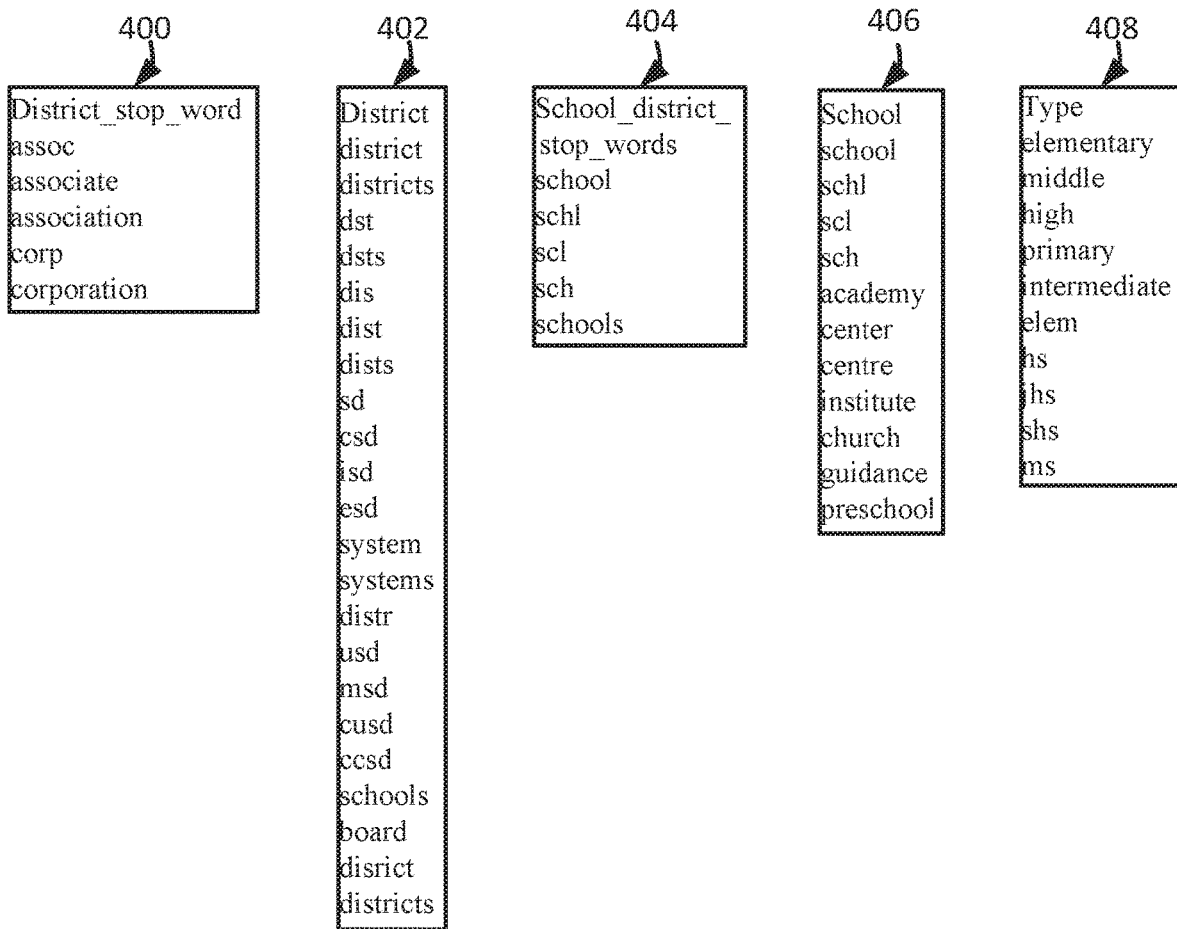 400
402
404
406
408
District_stop_word
assoc
associate
association
corp
corporation
District
district
districts
dst
dsts
dis
dist
dists
sd
csd
isd
esd
system
systems
distr
usd
msd
cusd
ccsd
schools
board
disrict
districts
School_district_
stop_words
school
schl
scl
sch
schools
School
school
schl
scl
sch
academy
center
centre
institute
church
guidance
preschool
Type
elementary
middle
high
primary
intermediate
elem
hs
jhs
shs
ms